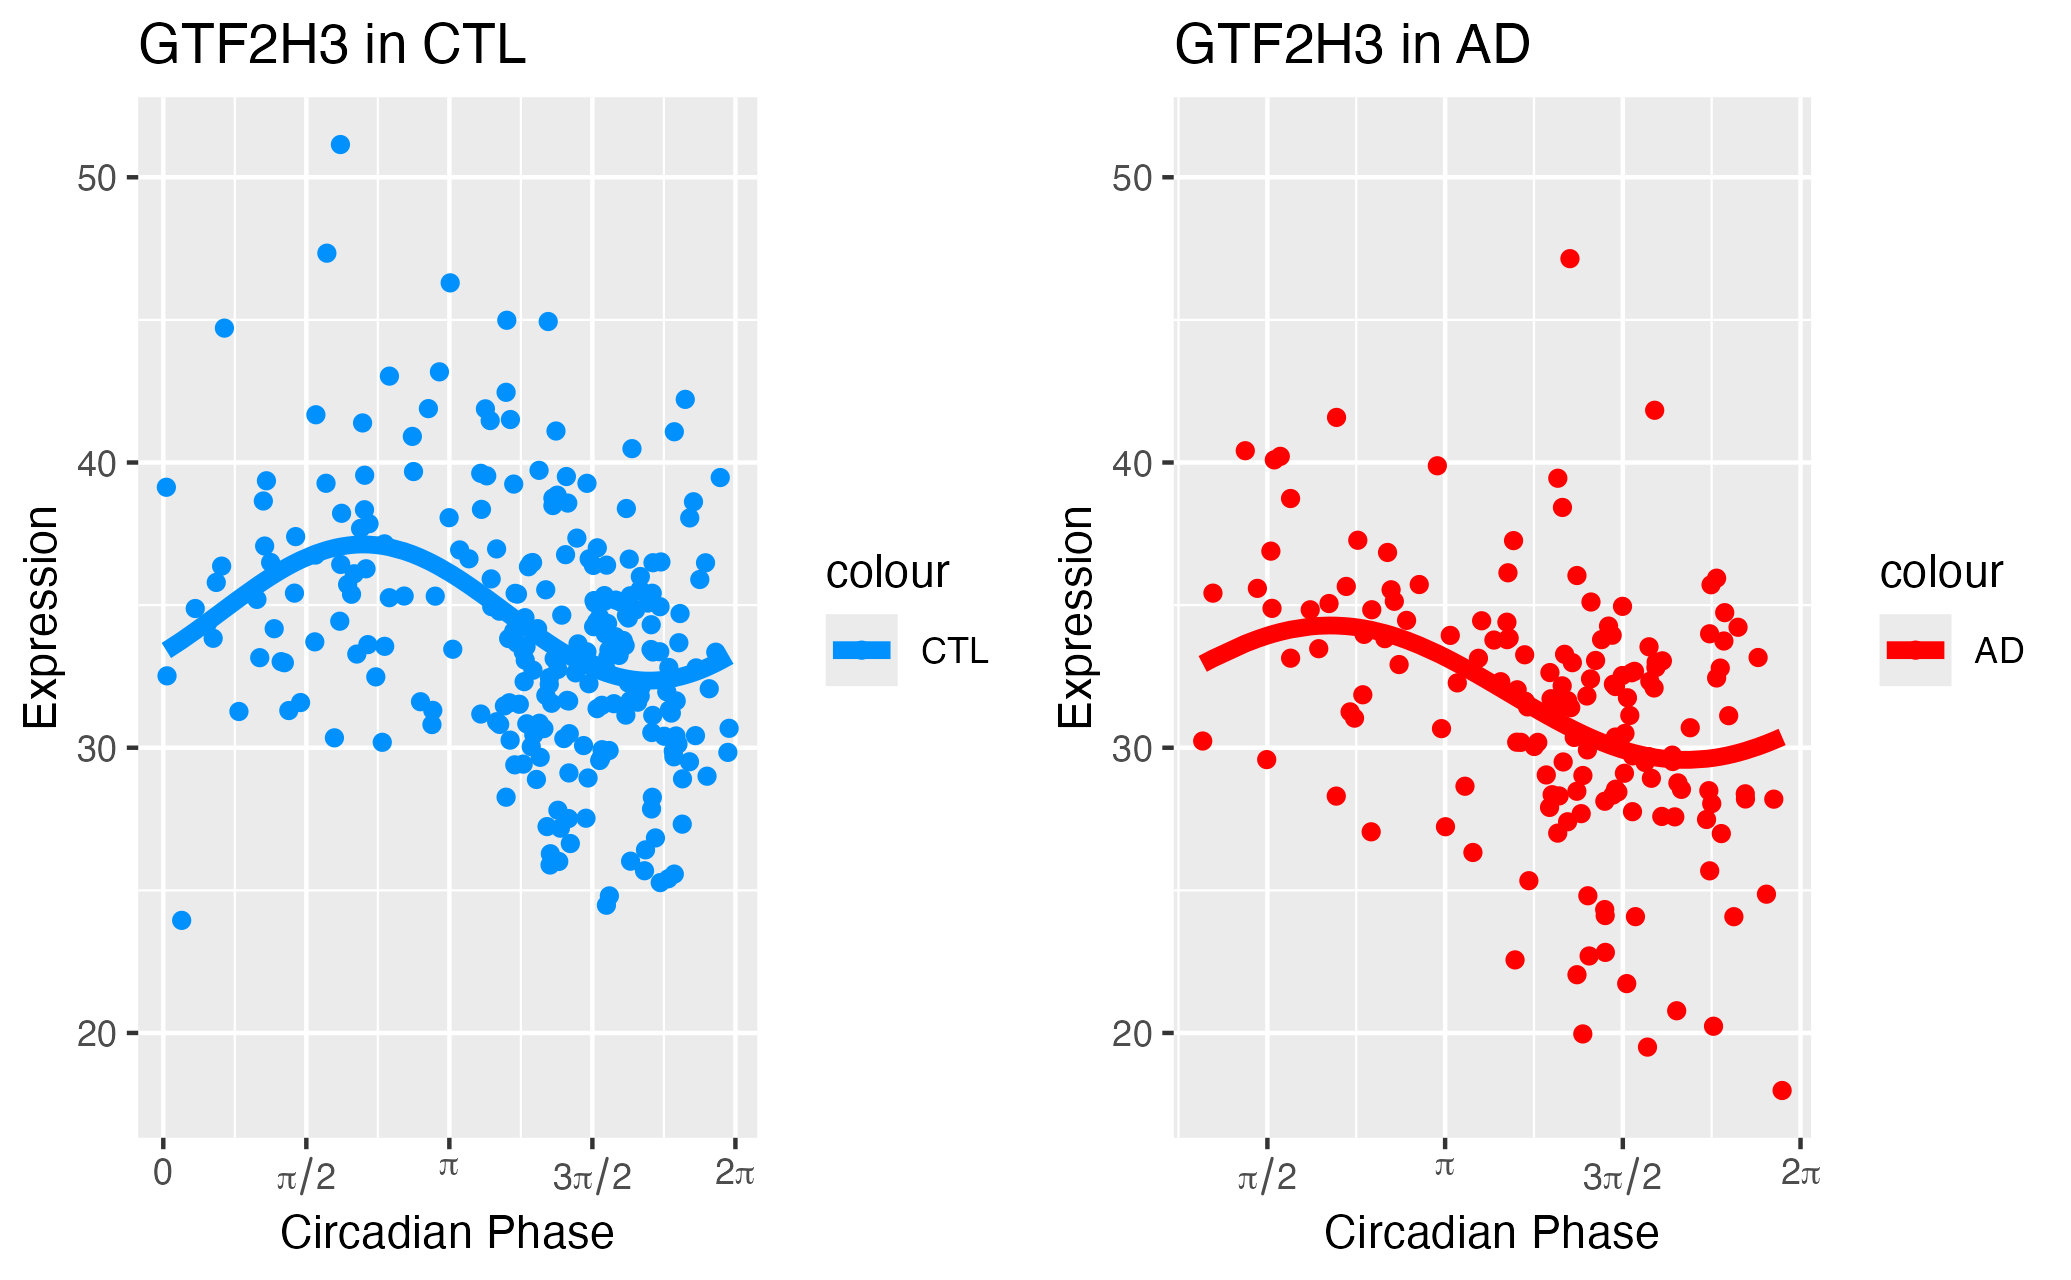 GTF2H3 in CTL
Expression
50
40
30
20
0
π/2
π
3π/2
2π
Circadian Phase
colour
CTL
GTF2H3 in AD
Expression
50
40
30
20
π/2
π
3π/2
2π
Circadian Phase
colour
AD